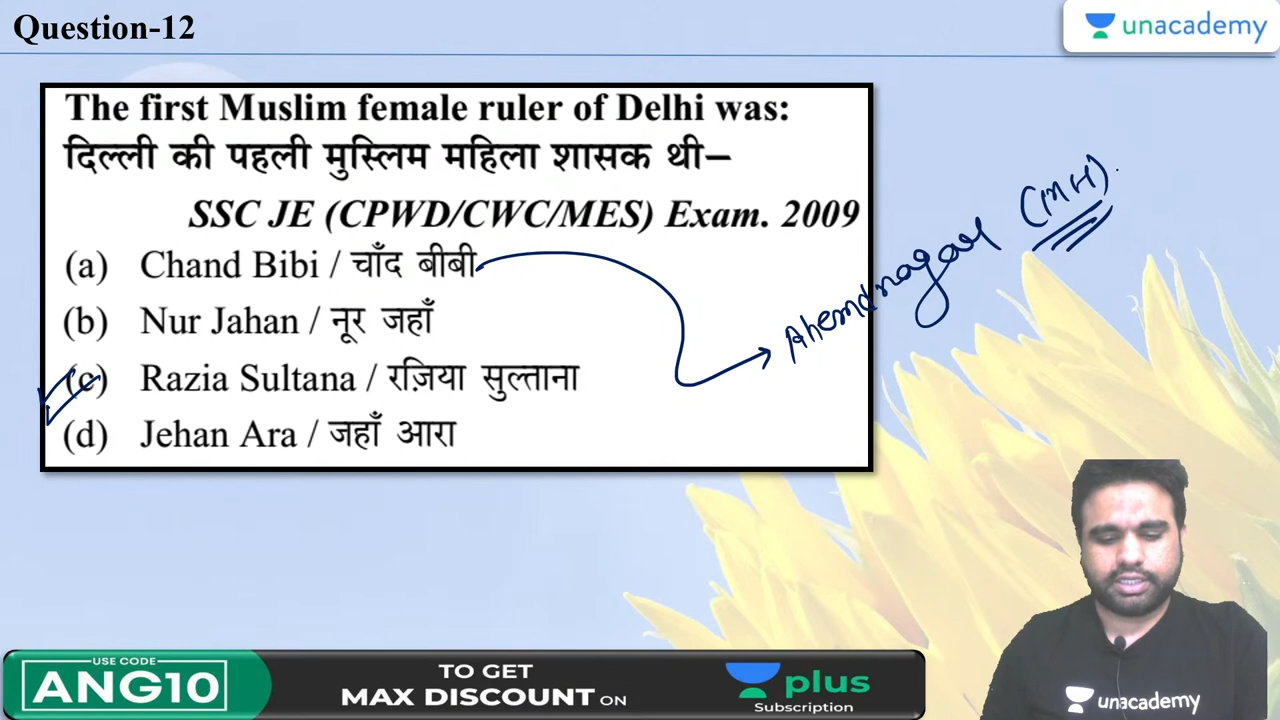 Question-12
unacademy
The first Muslim female ruler of Delhi was:
दिल्ली की पहली मुस्लिम महिला शासक थी–
SSC JE (CPWD/CWC/MES) Exam. 2009
(a) Chand Bibi / चाँद बीबी
(b) Nur Jahan / नूर जहाँ
(c) Razia Sultana / रज़िया सुल्ताना
(d) Jehan Ara / जहाँ आरा
Ahemdnagar (MH).
USE CODE
ANG10
TO GET
MAX DISCOUNT ON
plus
Subscription
unacademy